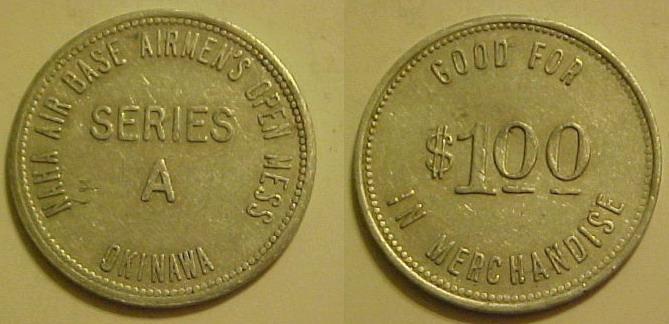 NAHA AIR BASE AIRMEN'S OPEN MESS
SERIES
A
OKINAWA
GOOD FOR
$100
IN MERCHANDISE